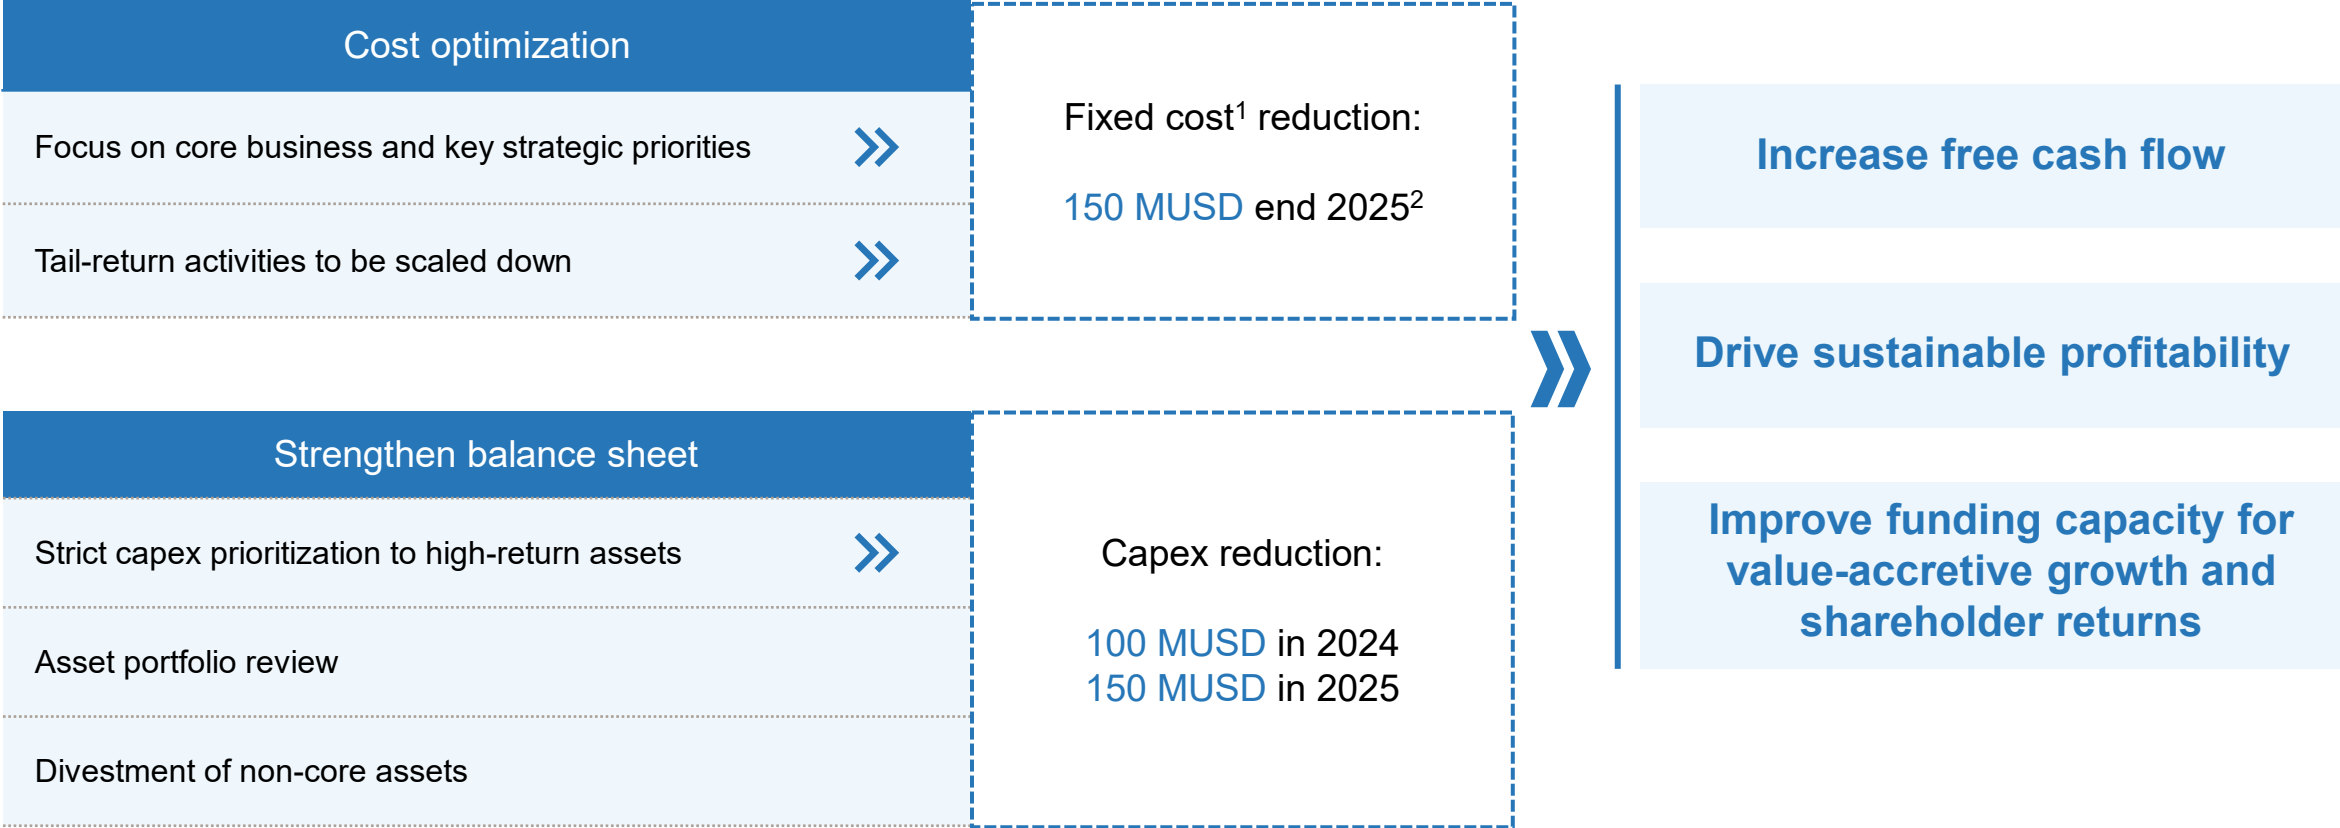 Cost optimization
Focus on core business and key strategic priorities
Tail-return activities to be scaled down
Fixed cost¹ reduction:
150 MUSD end 2025²
Strengthen balance sheet
Strict capex prioritization to high-return assets
Asset portfolio review
Divestment of non-core assets
Capex reduction:
100 MUSD in 2024
150 MUSD in 2025
Increase free cash flow
Drive sustainable profitability
Improve funding capacity for
value-accretive growth and
shareholder returns